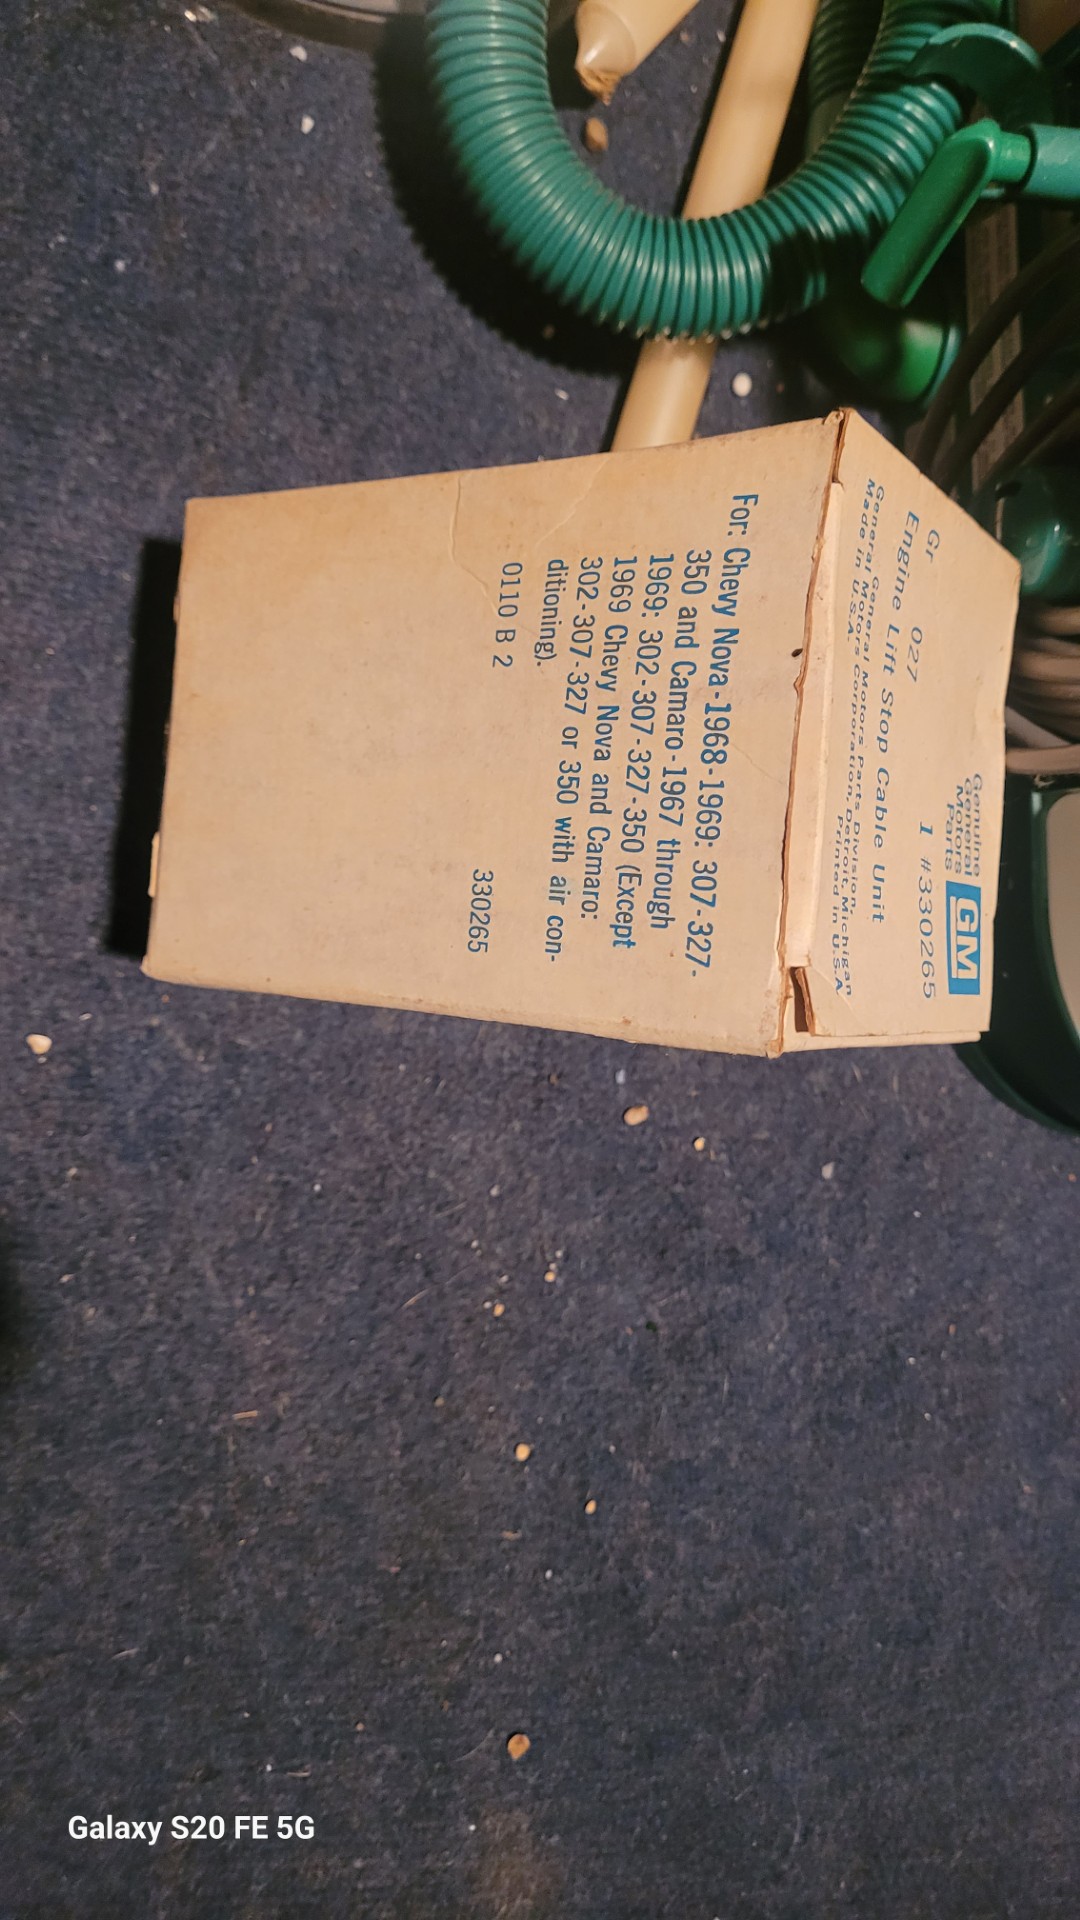 Genuine
General
Motors
Parts
GM
Gr 027 1 #330265
Engine Lift Stop Cable Unit
General Motors Parts Division,
General Motors Corporation, Detroit, Michigan
Made in U.S.A. Printed in U.S.A.
For: Chevy Nova-1968-1969: 307-327-
350 and Camaro-1967 through
1969: 302-307-327-350 (Except
1969 Chevy Nova and Camaro:
302-307-327 or 350 with air con-
ditioning).
0110 B 2
330265
Galaxy S20 FE 5G